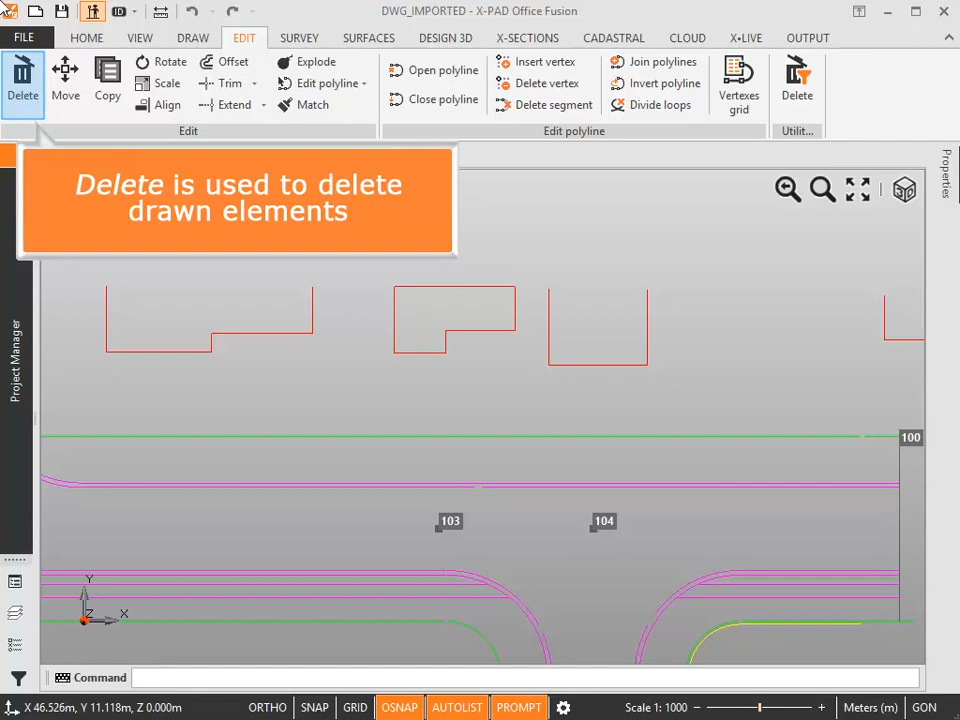 ID
DWG_IMPORTED - X-PAD Office Fusion
FILE HOME VIEW DRAW EDIT SURVEY SURFACES DESIGN 3D X-SECTIONS CADASTRAL CLOUD X•LIVE OUTPUT
Delete Move Copy
Rotate Offset Explode
Scale Trim Edit polyline
Align Extend Match
Edit
Open polyline
Close polyline
Insert vertex Join polylines
Delete vertex Invert polyline
Delete segment Divide loops
Vertexes
grid
Edit polyline
Delete
Utilit...
Delete is used to delete
drawn elements
Properties
Project Manager
100
103 104
Y
Z X
Command
X 46.526m, Y 11.118m, Z 0.000m ORTHO SNAP GRID OSNAP AUTOLIST PROMPT Scale 1: 1000 Meters (m) GON